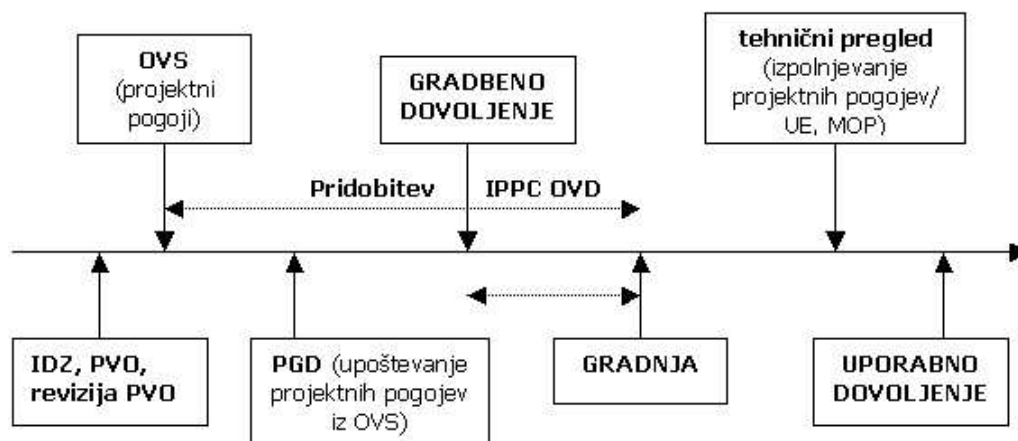 OVS
(projektni
pogoji)
GRADBENO
DOVOLJENJE
tehnični pregled
(izpolnjevanje
projektnih pogojev/
UE, MOP)
Pridobitev IPPC OVD
IDZ, PVO,
revizija PVO
PGD (upoštevanje
projektnih pogojev
iz OVS)
GRADNJA
UPORABNO
DOVOLJENJE